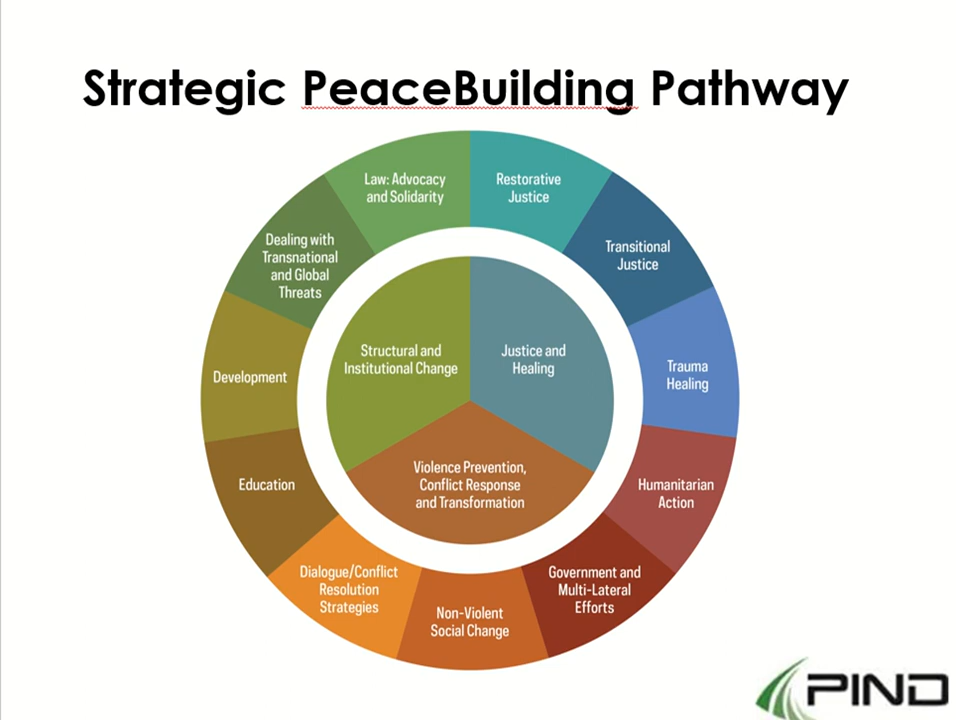 Strategic PeaceBuilding Pathway
Law: Advocacy
and Solidarity
Restorative
Justice
Transitional
Justice
Trauma
Healing
Humanitarian
Action
Government and
Multi-Lateral
Efforts
Non-Violent
Social Change
Dialogue/Conflict
Resolution
Strategies
Education
Development
Dealing with
Transnational
and Global
Threats
Structural and
Institutional Change
Justice and
Healing
Violence Prevention,
Conflict Response
and Transformation
PIND